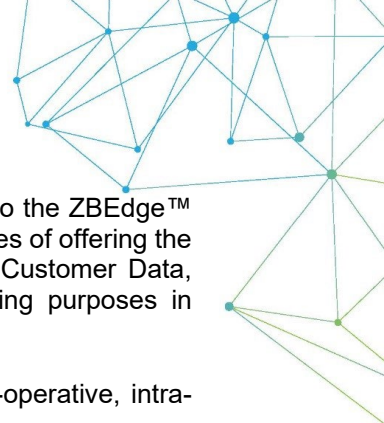 the ZBEdge™
es of offering the
Customer Data,
ing purposes in
operative, intra-